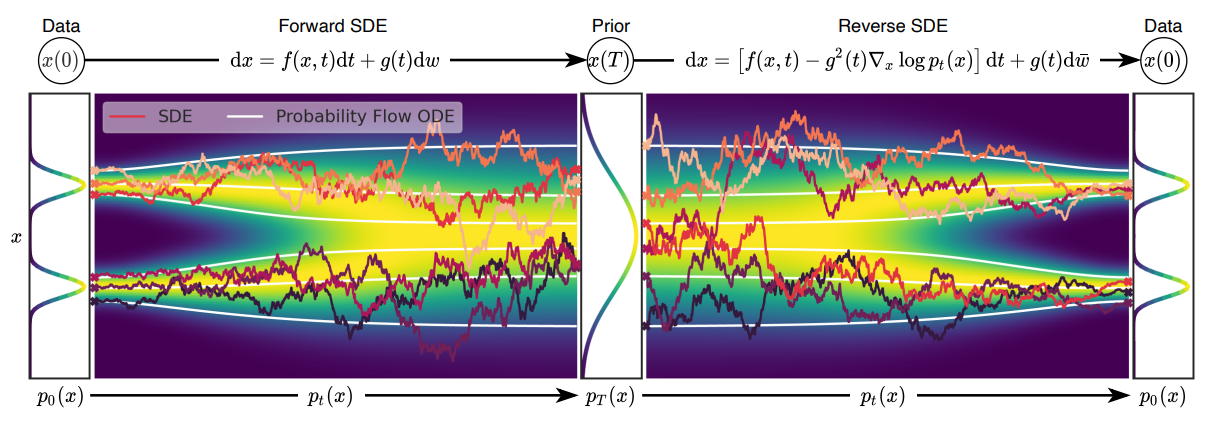 Data Forward SDE Prior Reverse SDE Data
x(0) dx = f(x, t)dt + g(t)dw x(T) dx = [f(x, t) − g²(t)∇ₓ log pₜ(x)] dt + g(t)dw̄ x(0)
SDE Probability Flow ODE
x
p₀(x) pₜ(x) p_T(x) pₜ(x) p₀(x)